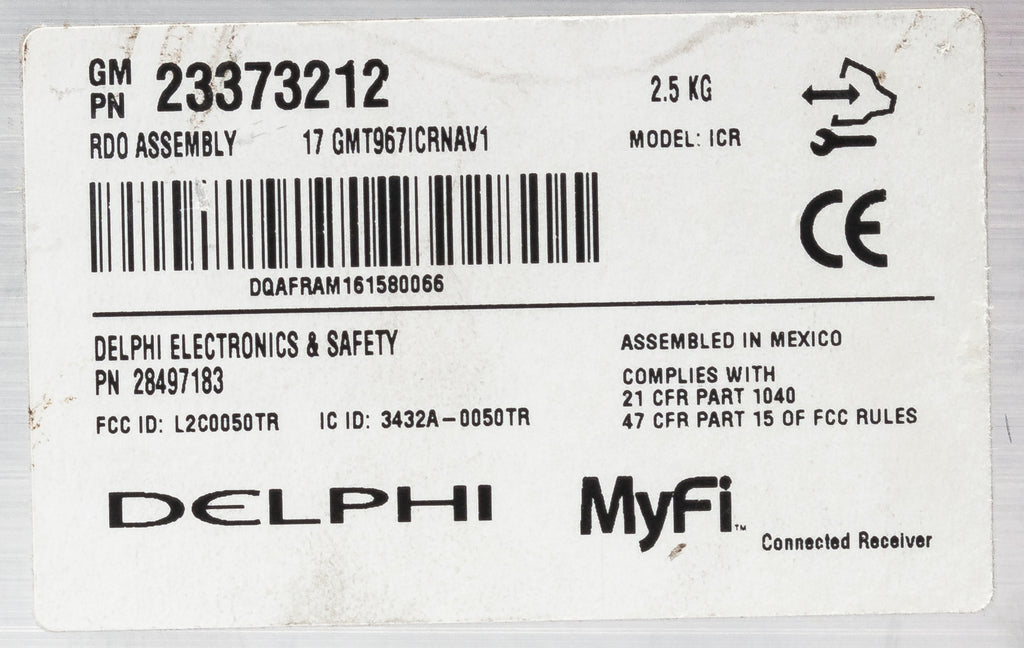 GM PN 23373212
2.5 KG
RDO ASSEMBLY 17 GMT967ICRNAV1
MODEL: ICR
CE
DQAFRAM161580066
DELPHI ELECTRONICS & SAFETY
PN 28497183
FCC ID: L2C0050TR IC ID: 3432A-0050TR
ASSEMBLED IN MEXICO
COMPLIES WITH
21 CFR PART 1040
47 CFR PART 15 OF FCC RULES
DELPHI
MyFi™
Connected Receiver